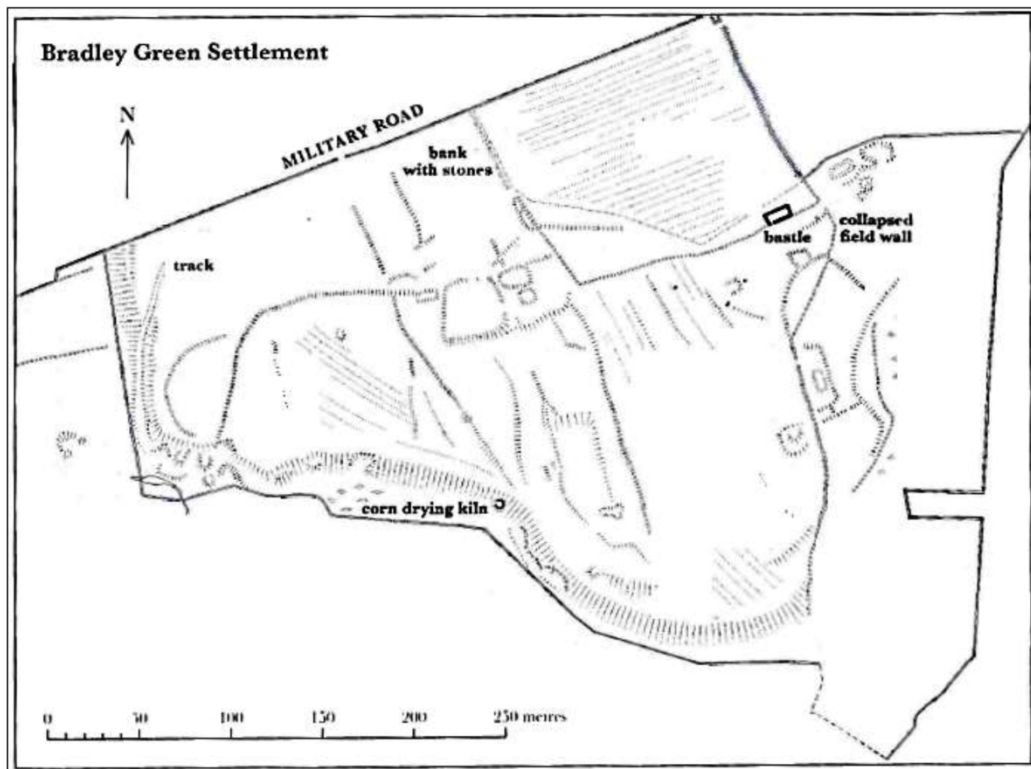 Bradley Green Settlement
N
MILITARY ROAD
bank
with stones
track
bastle
collapsed
field wall
corn drying kiln
0 50 100 150 200 250 metres